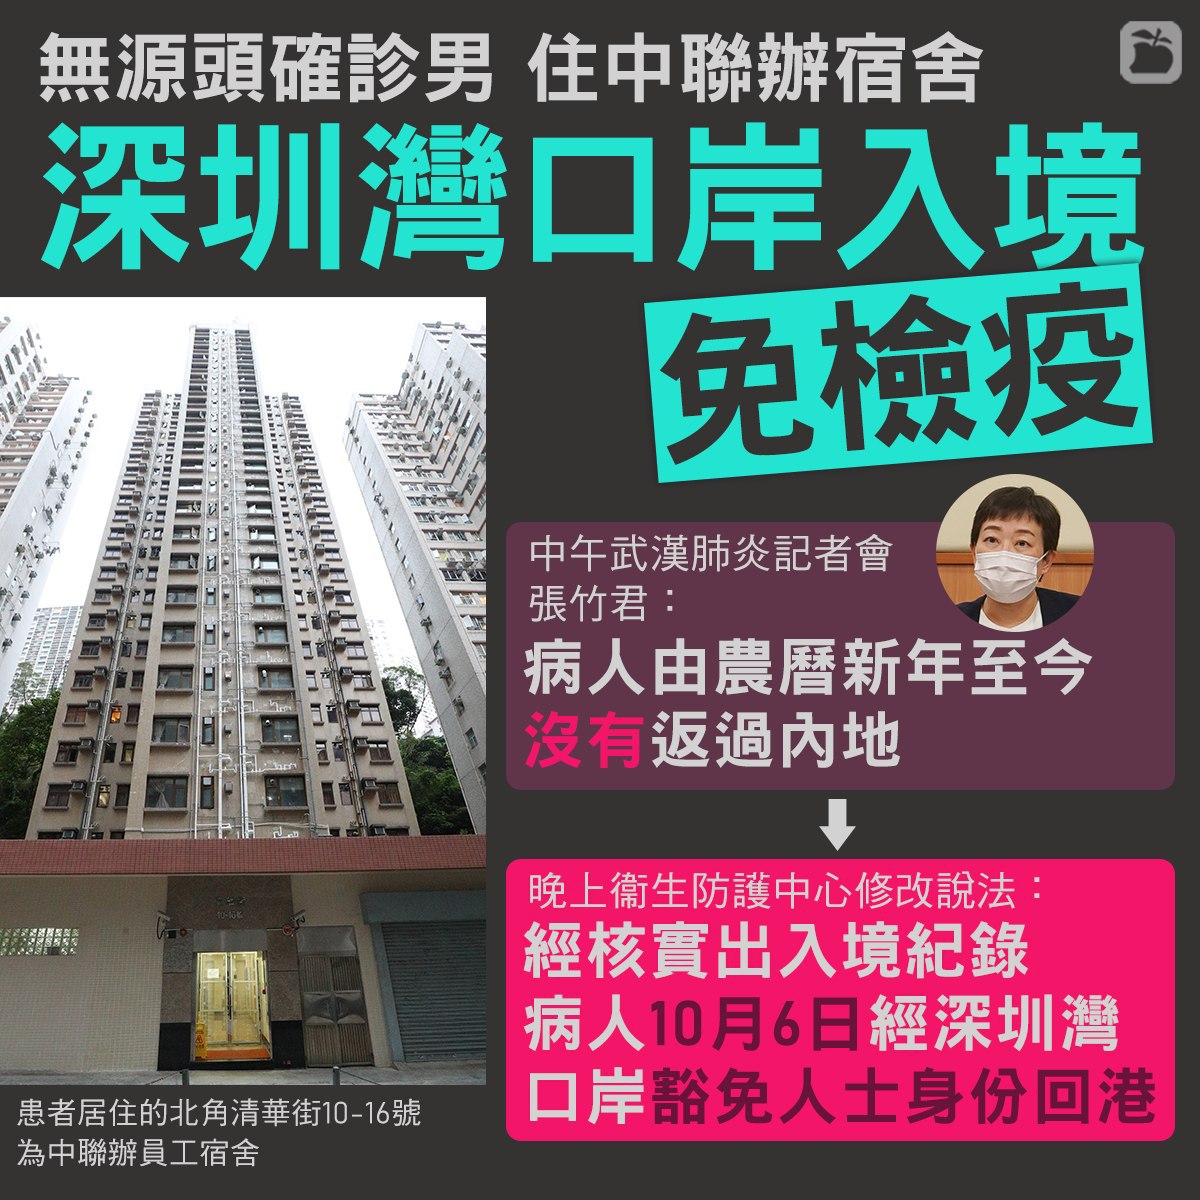 無源頭確診男 住中聯辦宿舍
深圳灣口岸入境
免檢疫
中午武漢肺炎記者會
張竹君：
病人由農曆新年至今
沒有返過內地
晚上衞生防護中心修改說法：
經核實出入境紀錄
病人10月6日經深圳灣
口岸豁免人士身份回港
10-16號
患者居住的北角清華街10-16號
為中聯辦員工宿舍